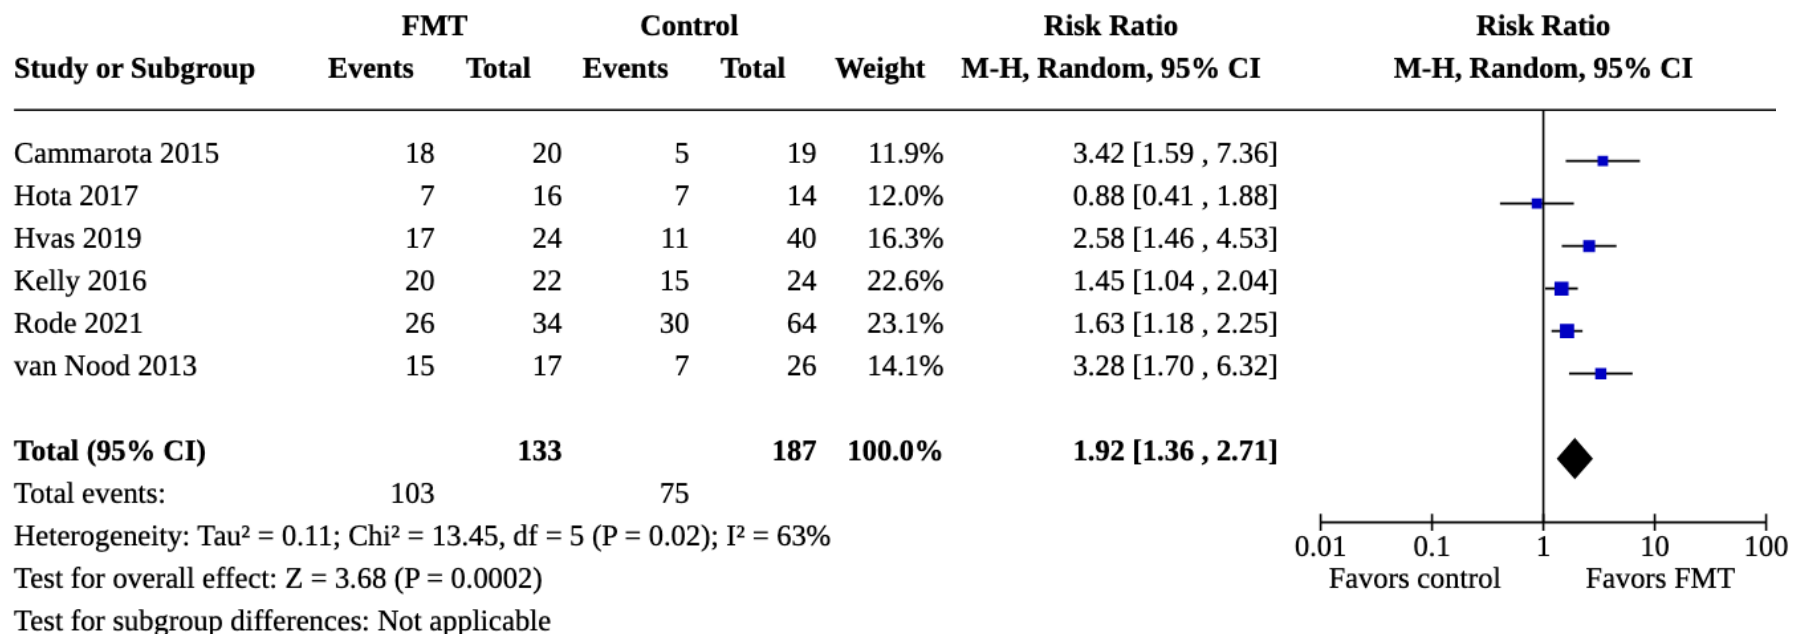 FMT Control Risk Ratio Risk Ratio
Study or Subgroup Events Total Events Total Weight M-H, Random, 95% CI M-H, Random, 95% CI
Cammarota 2015 18 20 5 19 11.9% 3.42 [1.59 , 7.36]
Hota 2017 7 16 7 14 12.0% 0.88 [0.41 , 1.88]
Hvas 2019 17 24 11 40 16.3% 2.58 [1.46 , 4.53]
Kelly 2016 20 22 15 24 22.6% 1.45 [1.04 , 2.04]
Rode 2021 26 34 30 64 23.1% 1.63 [1.18 , 2.25]
van Nood 2013 15 17 7 26 14.1% 3.28 [1.70 , 6.32]
Total (95% CI) 133 187 100.0% 1.92 [1.36 , 2.71]
Total events: 103 75
Heterogeneity: Tau² = 0.11; Chi² = 13.45, df = 5 (P = 0.02); I² = 63%
Test for overall effect: Z = 3.68 (P = 0.0002)
Test for subgroup differences: Not applicable
0.01 0.1 1 10 100
Favors control Favors FMT